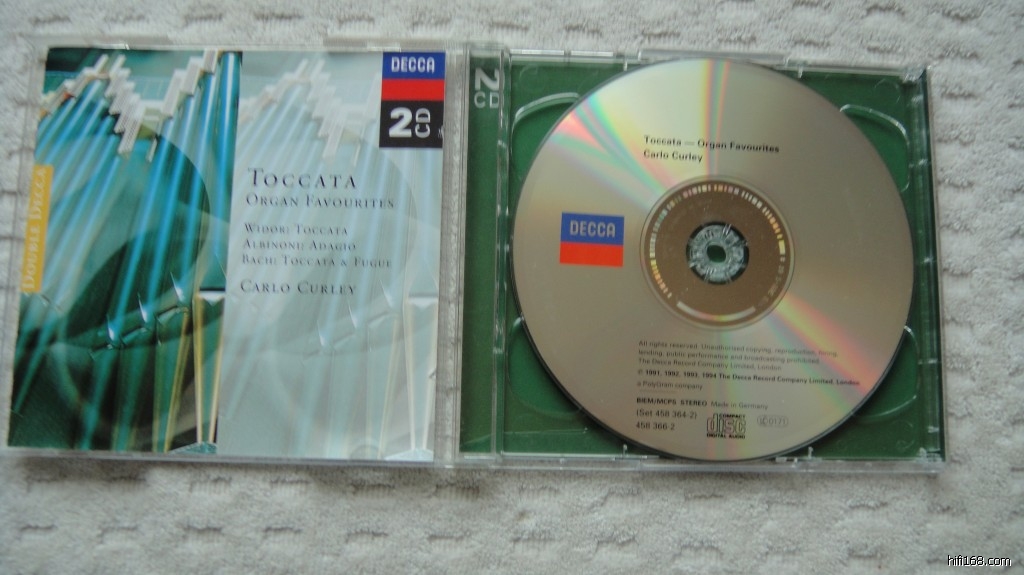 DOUBLE DECCA
DECCA
2CD
TOCCATA
ORGAN FAVOURITES
WIDOR: TOCCATA
ALBINONI: ADAGIO
BACH: TOCCATA & FUGUE
CARLO CURLEY
2
CD
Toccata — Organ Favourites
Carlo Curley
DECCA
All rights reserved. Unauthorised copying, reproduction, hiring,
lending, public performance and broadcasting prohibited.
The Decca Record Company Limited, London
© 1991, 1992, 1993, 1994 The Decca Record Company Limited, London
a PolyGram company
BIEM/MCPS STEREO Made in Germany
(Set 458 364-2)
458 366-2
COMPACT
disc
DIGITAL AUDIO
hifi168.com